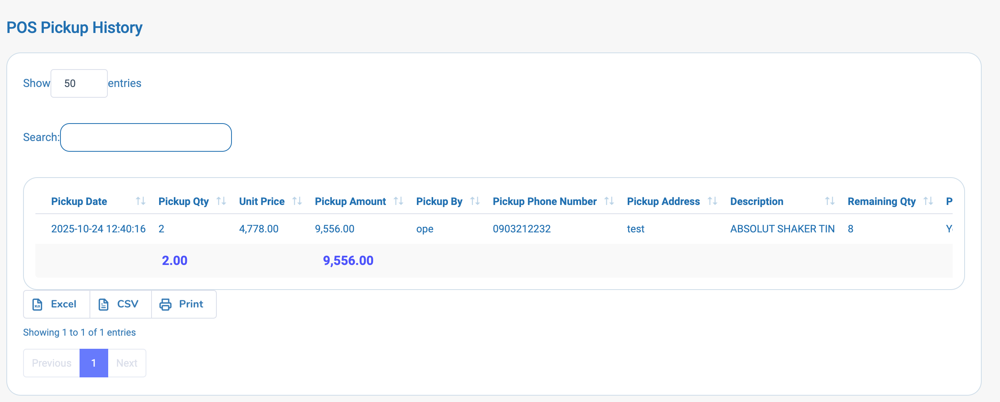 POS Pickup History
Show 50 entries
Search:
Pickup Date Pickup Qty Unit Price Pickup Amount Pickup By Pickup Phone Number Pickup Address Description Remaining Qty P
2025-10-24 12:40:16 2 4,778.00 9,556.00 ope 0903212232 test ABSOLUT SHAKER TIN 8 Y
2.00 9,556.00
XLS Excel CSV Print
Showing 1 to 1 of 1 entries
Previous 1 Next